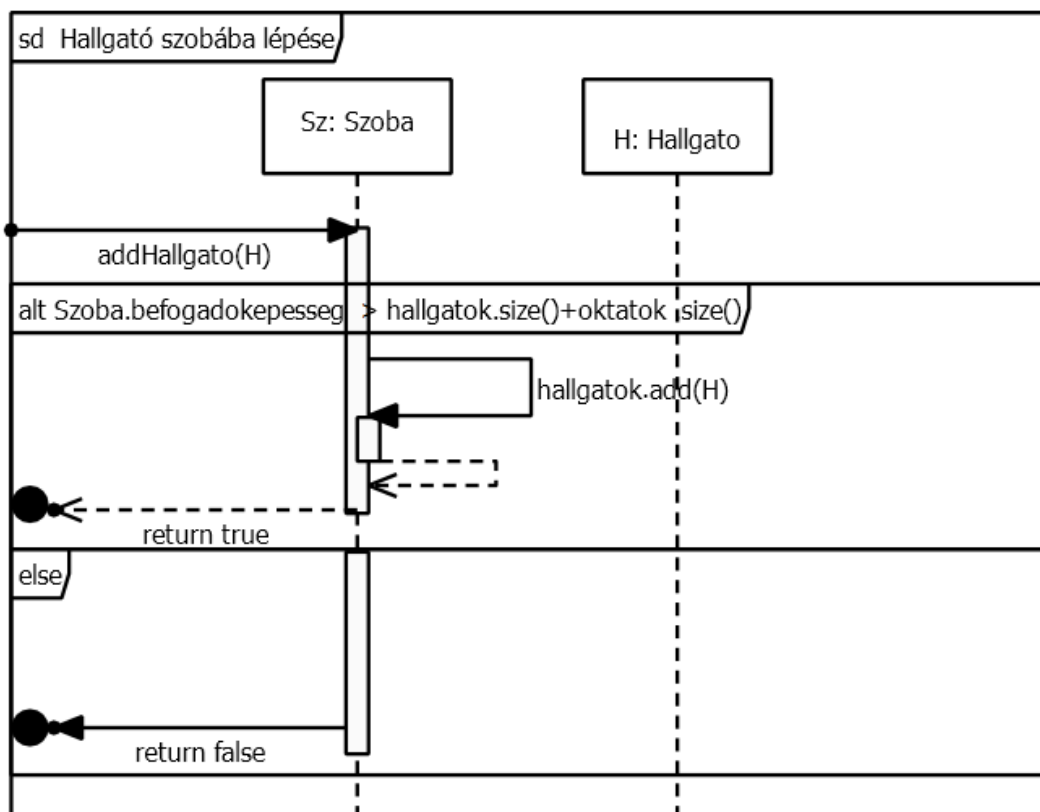 sd Hallgató szobába lépése
Sz: Szoba
H: Hallgato
addHallgato(H)
alt Szoba.befogadokepesseg > hallgatok.size()+oktatok size()
hallgatok.add(H)
return true
else
return false